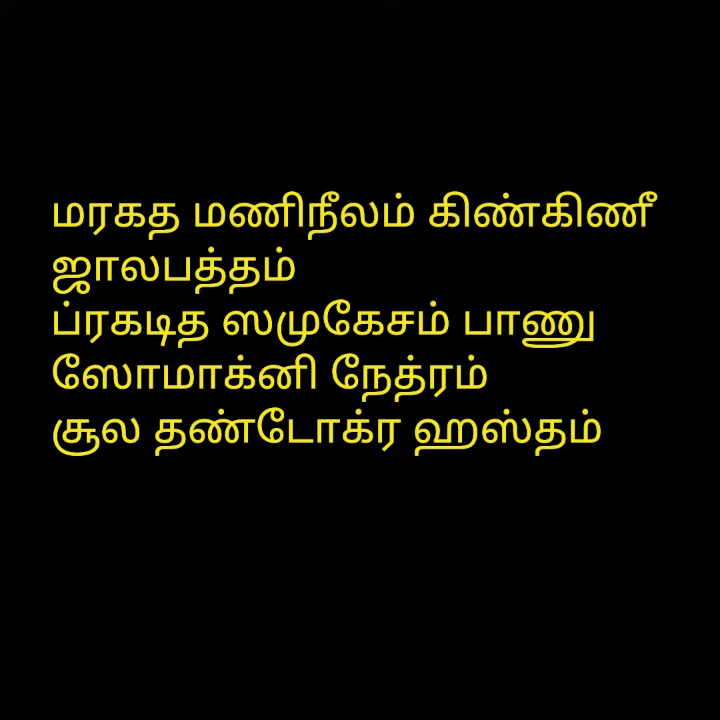 மரகத மணிநீலம் கிண்கிணீ
ஜாலபத்தம்
ப்ரகடித ஸமுகேசம் பாணு
ஸோமாக்னி நேத்ரம்
சூல தண்டோக்ர ஹஸ்தம்